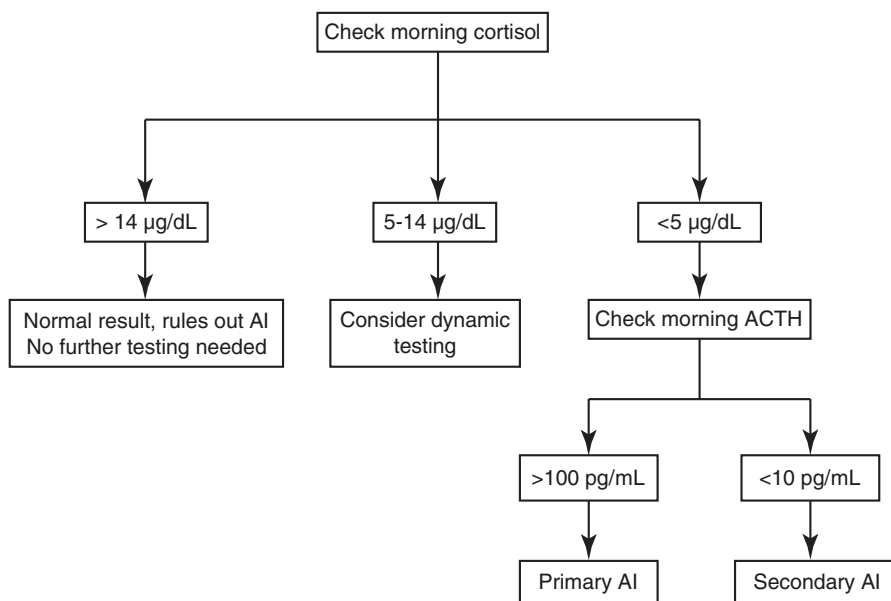 Check morning cortisol
> 14 µg/dL
5-14 µg/dL
<5 µg/dL
Normal result, rules out AI
No further testing needed
Consider dynamic
testing
Check morning ACTH
>100 pg/mL
<10 pg/mL
Primary AI
Secondary AI